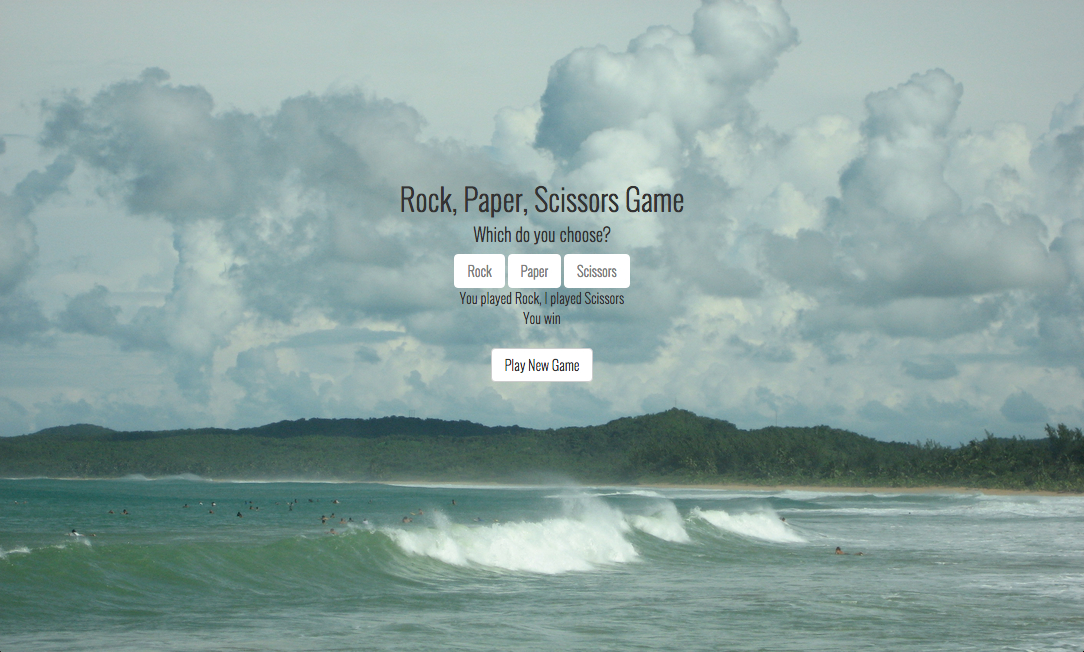 Rock, Paper, Scissors Game
Which do you choose?
Rock Paper Scissors
You played Rock, I played Scissors
You win
Play New Game